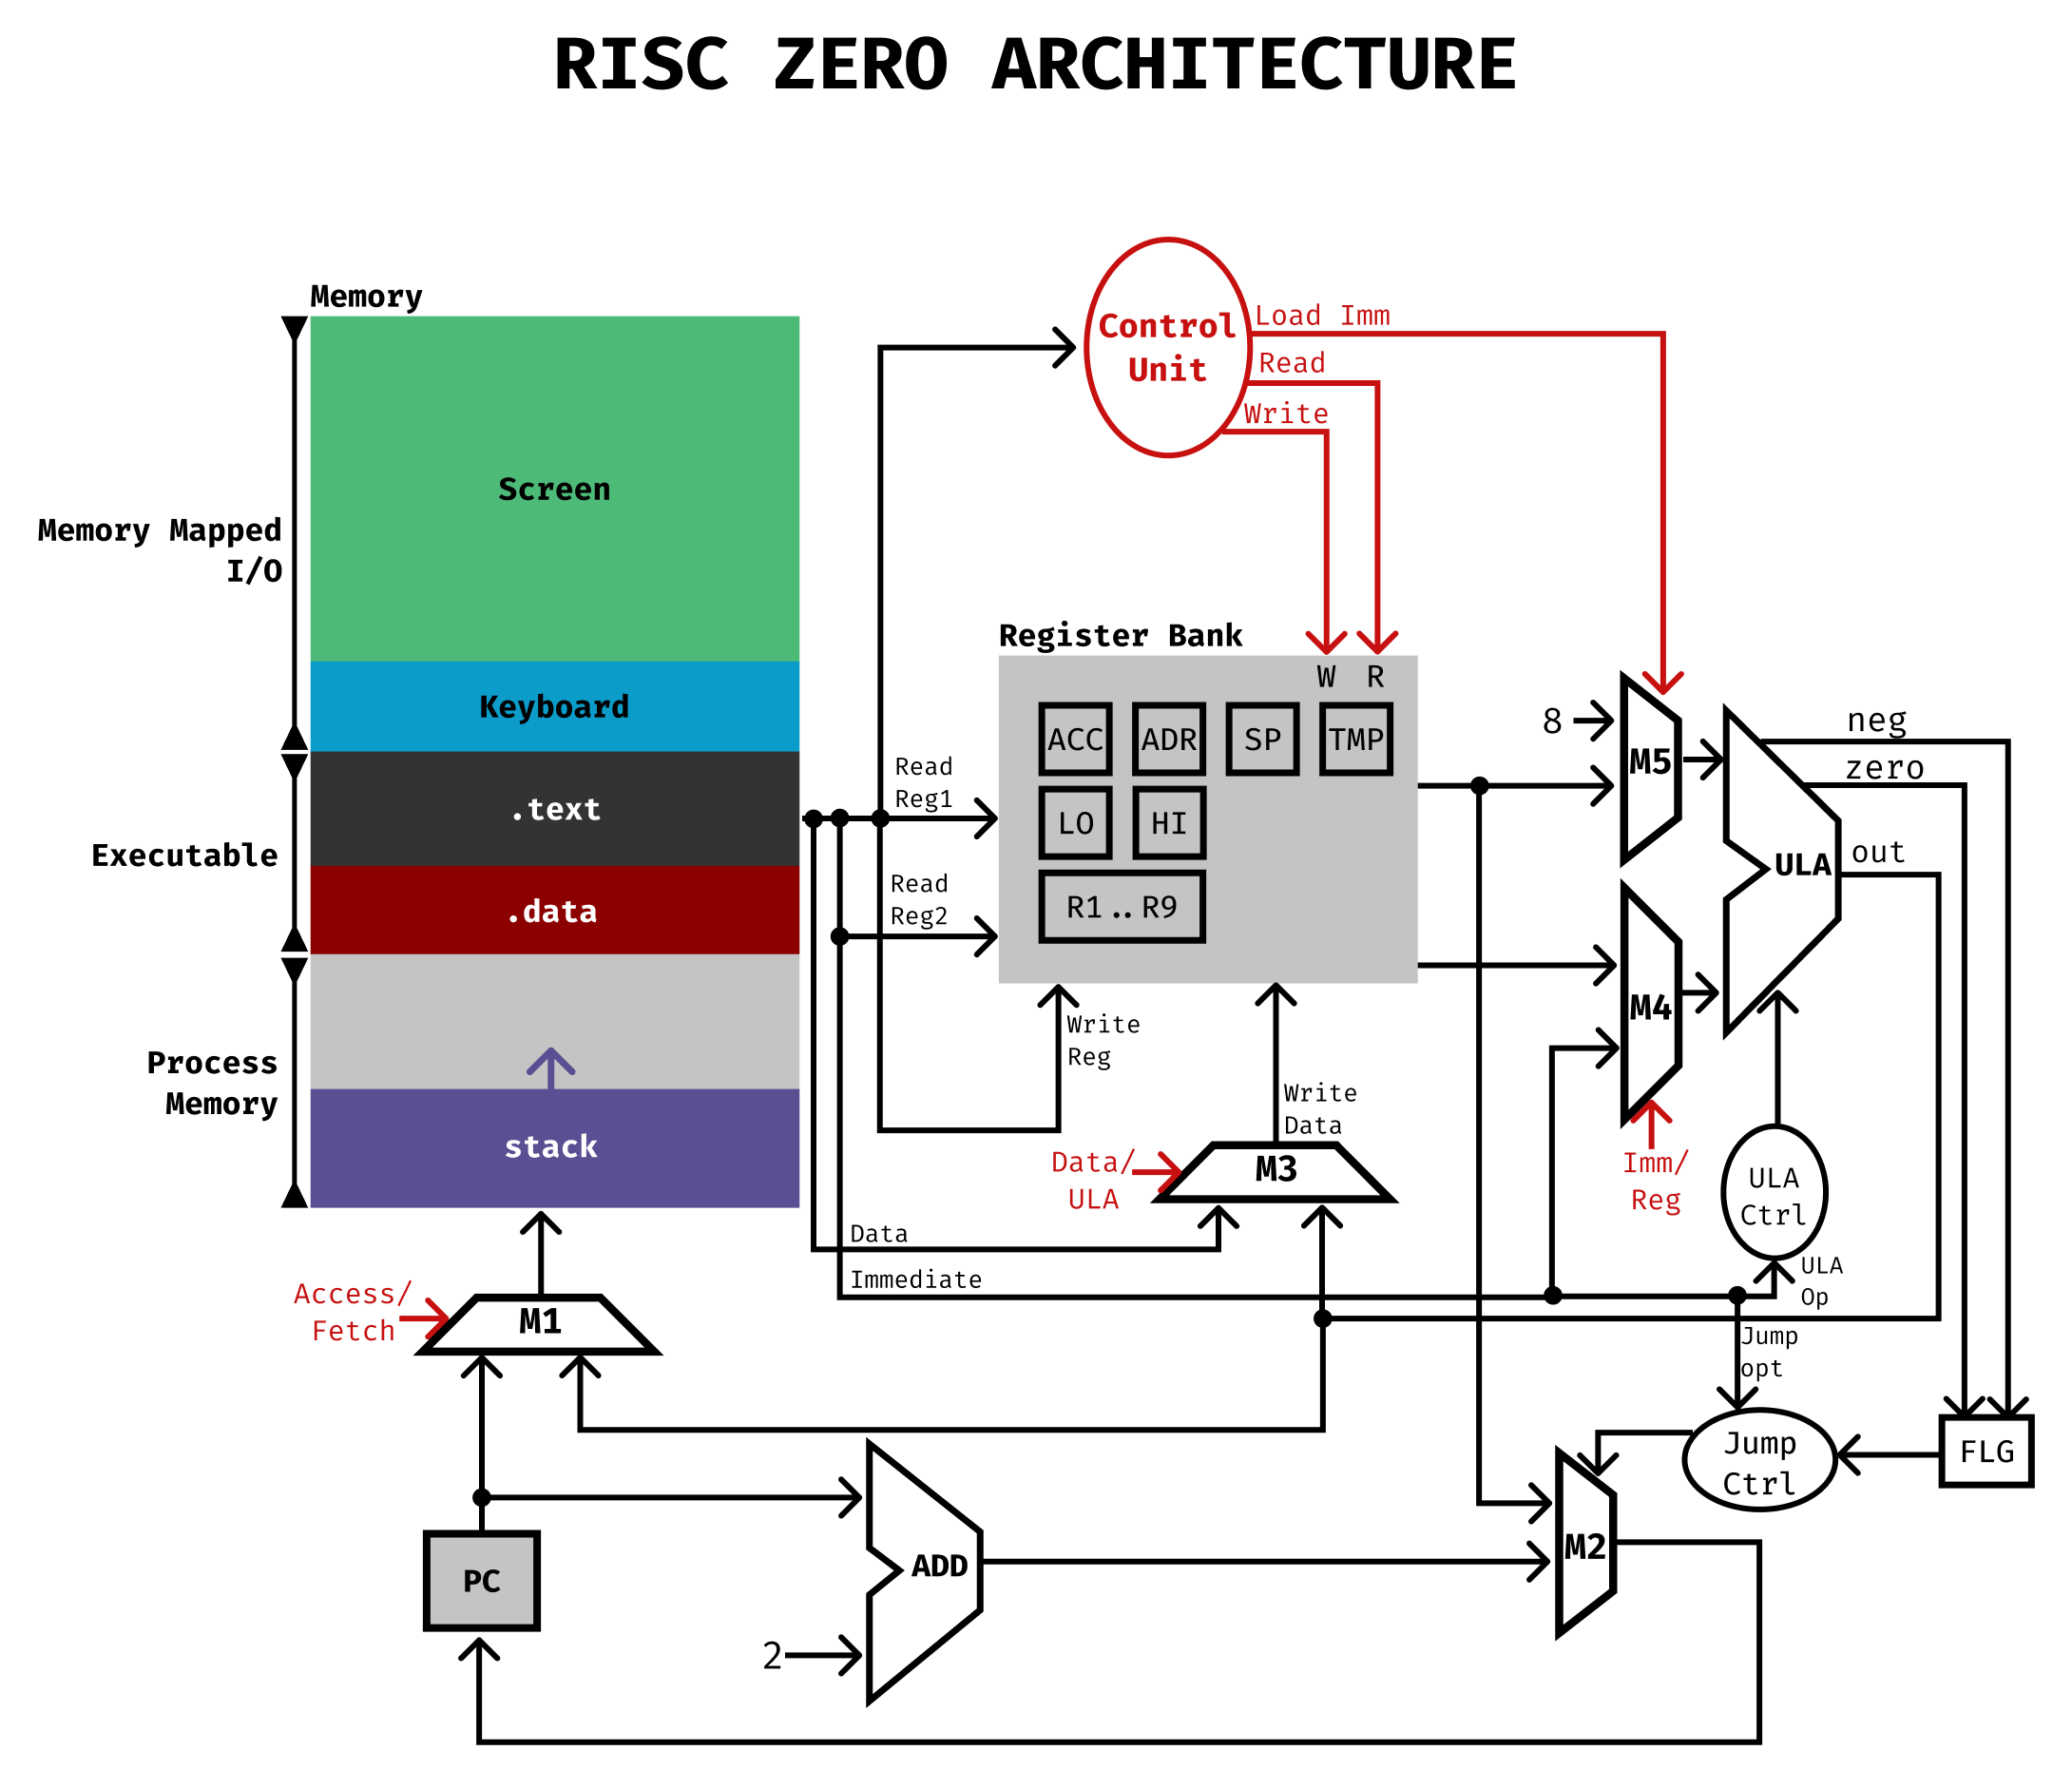 RISC ZERO ARCHITECTURE
Memory
Screen
Keyboard
.text
.data
stack
Memory Mapped
I/O
Executable
Process
Memory
Control
Unit
Load Imm
Read
Write
Register Bank
W R
ACC ADR SP TMP
LO HI
R1..R9
Read
Reg1
Read
Reg2
Write
Reg
Write
Data
Data/
ULA
M3
Data
Immediate
8
M5
M4
Imm/
Reg
ULA
neg
zero
out
ULA
Ctrl
ULA
Op
Jump
opt
Jump
Ctrl
FLG
M2
Access/
Fetch
M1
PC
ADD
2